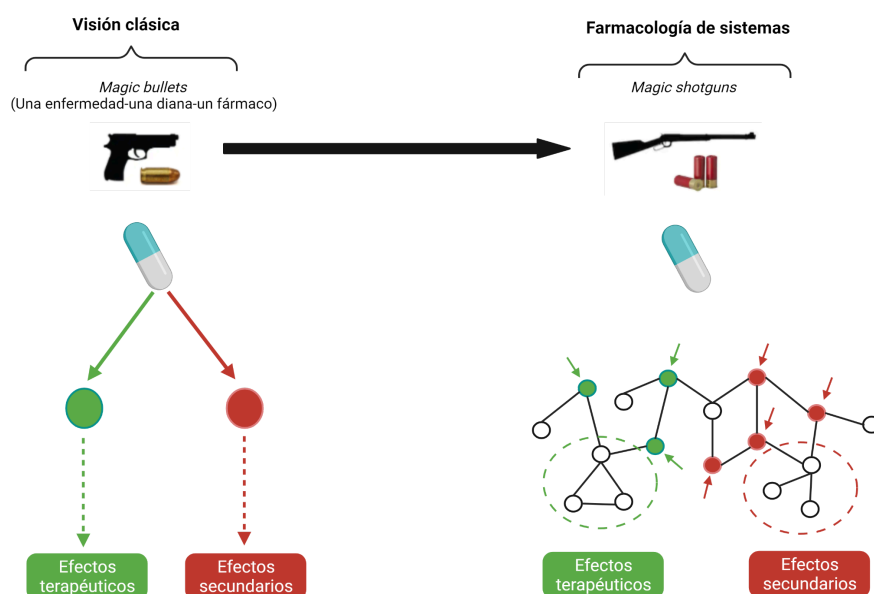 Visión clásica
Magic bullets
(Una enfermedad-una diana-un fármaco)
Farmacología de sistemas
Magic shotguns
Efectos
terapéuticos
Efectos
secundarios
Efectos
terapéuticos
Efectos
secundarios